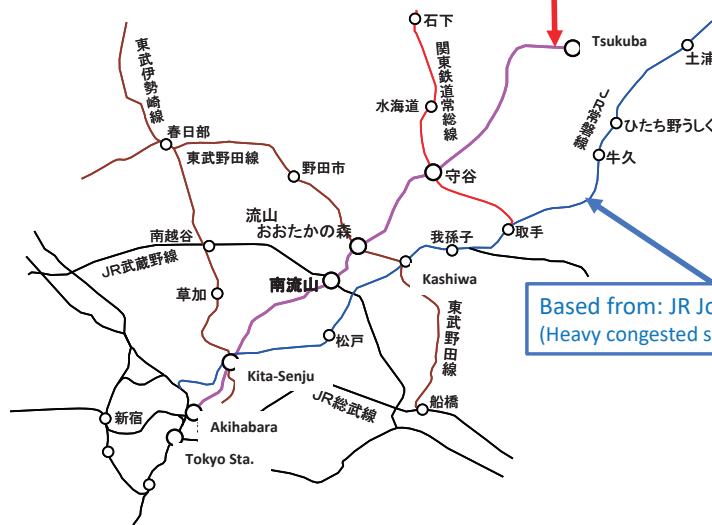 石下
Tsukuba
土浦
東武伊勢崎線
関東鉄道常総線
JR常磐線
水海道
ひたち野うしく
春日部
牛久
東武野田線
野田市
守谷
流山
おおたかの森
南越谷
我孫子
取手
JR武蔵野線
Kashiwa
南流山
草加
東武野田線
Based from: JR Jo
(Heavy congested s
松戸
Kita-Senju
JR総武線
船橋
新宿
Akihabara
Tokyo Sta.